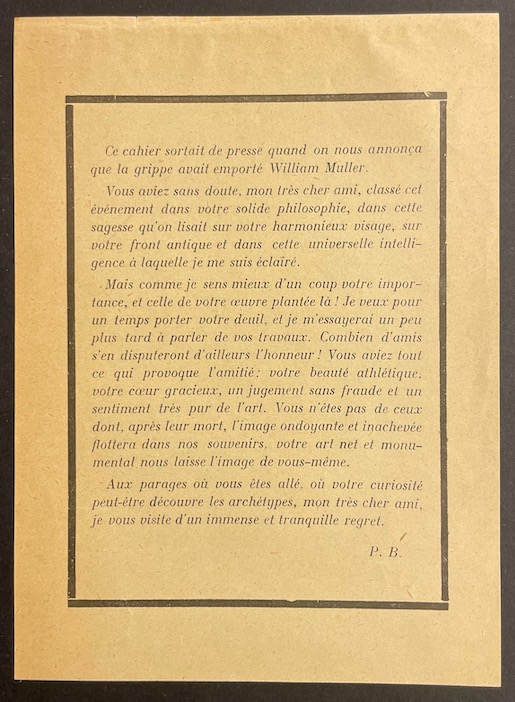 Ce cahier sortait de presse quand on nous annonça
que la grippe avait emporté William Muller.
Vous aviez sans doute, mon très cher ami, classé cet
événement dans votre solide philosophie, dans cette
sagesse qu'on lisait sur votre harmonieux visage, sur
votre front antique et dans cette universelle intelli-
gence à laquelle je me suis éclairé.
Mais comme je sens mieux d'un coup votre impor-
tance, et celle de votre œuvre plantée là ! Je veux pour
un temps porter votre deuil, et je m'essayerai un peu
plus tard à parler de vos travaux. Combien d'amis
s'en disputeront d'ailleurs l'honneur ! Vous aviez tout
ce qui provoque l'amitié : votre beauté athlétique,
votre cœur gracieux, un jugement sans fraude et un
sentiment très pur de l'art. Vous n'êtes pas de ceux
dont, après leur mort, l'image ondoyante et inachevée
flottera dans nos souvenirs, votre art net et monu-
mental nous laisse l'image de vous-même.
Aux parages où vous êtes allé, où votre curiosité
peut-être découvre les archétypes, mon très cher ami,
je vous visite d'un immense et tranquille regret.
P. B.